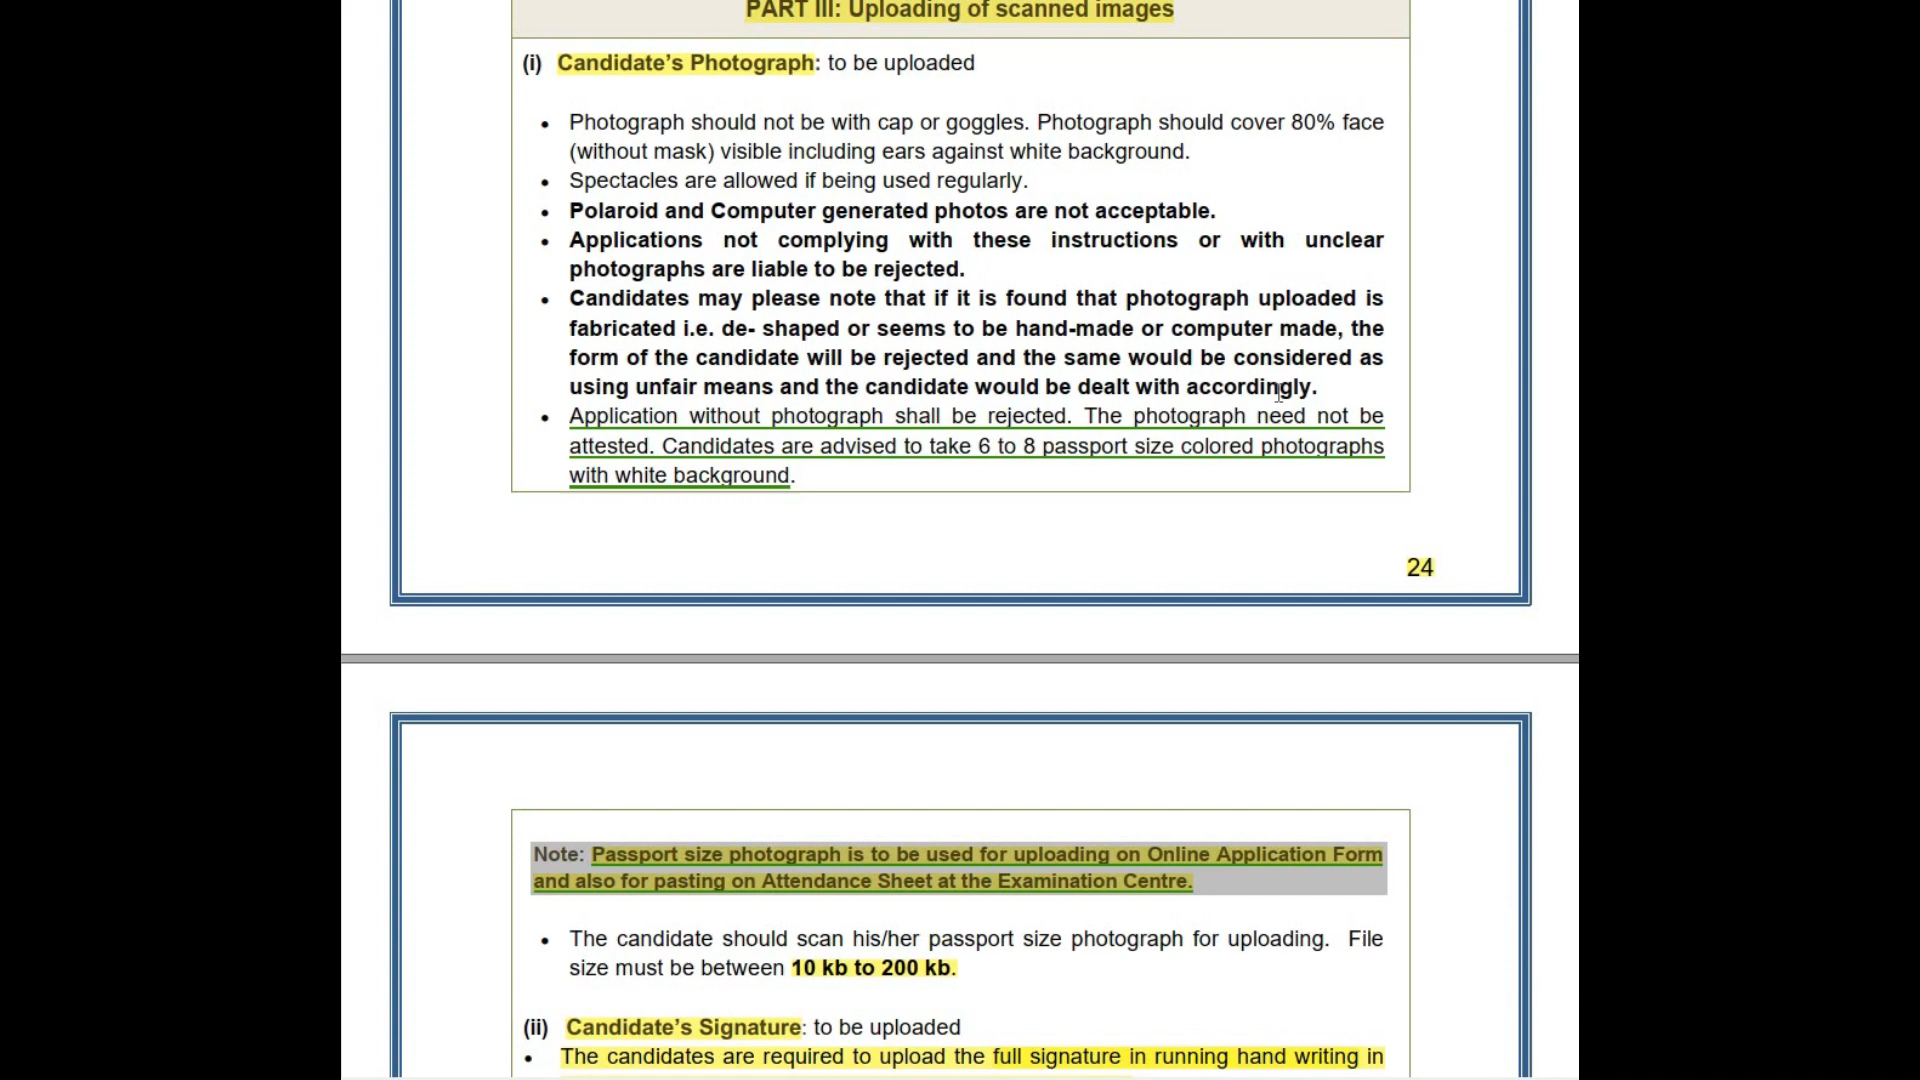 PART III: Uploading of scanned images
(i) Candidate’s Photograph: to be uploaded
• Photograph should not be with cap or goggles. Photograph should cover 80% face
(without mask) visible including ears against white background.
• Spectacles are allowed if being used regularly.
• Polaroid and Computer generated photos are not acceptable.
• Applications not complying with these instructions or with unclear
photographs are liable to be rejected.
• Candidates may please note that if it is found that photograph uploaded is
fabricated i.e. de- shaped or seems to be hand-made or computer made, the
form of the candidate will be rejected and the same would be considered as
using unfair means and the candidate would be dealt with accordingly.
• Application without photograph shall be rejected. The photograph need not be
attested. Candidates are advised to take 6 to 8 passport size colored photographs
with white background.
24
Note: Passport size photograph is to be used for uploading on Online Application Form
and also for pasting on Attendance Sheet at the Examination Centre.
• The candidate should scan his/her passport size photograph for uploading. File
size must be between 10 kb to 200 kb.
(ii) Candidate’s Signature: to be uploaded
• The candidates are required to upload the full signature in running hand writing in